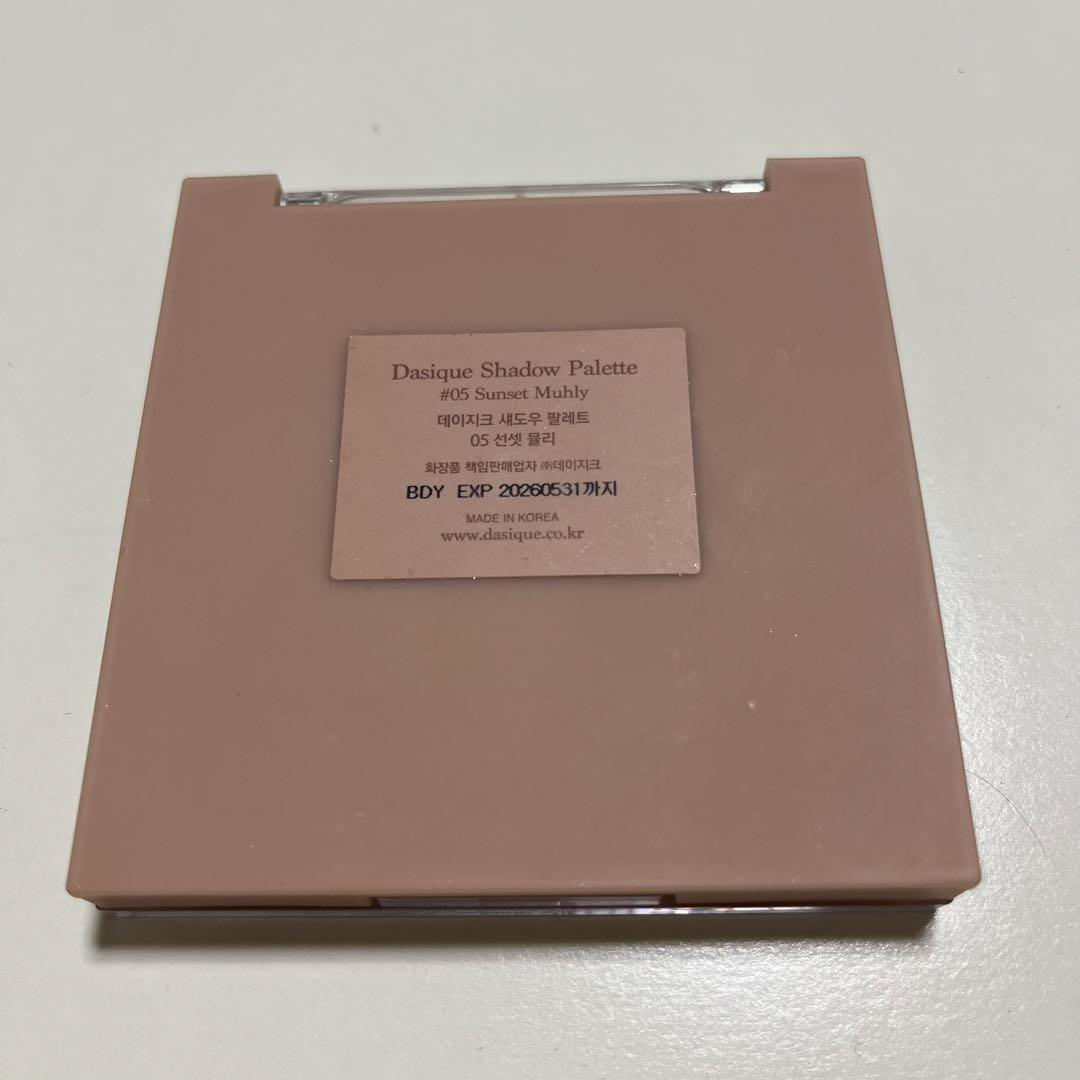 Dasique Shadow Palette
#05 Sunset Muhly
데이지크 섀도우 팔레트
05 선셋 뮬리
화장품 책임판매업자 ㈜데이지크
BDY EXP 20260531까지
MADE IN KOREA
www.dasique.co.kr